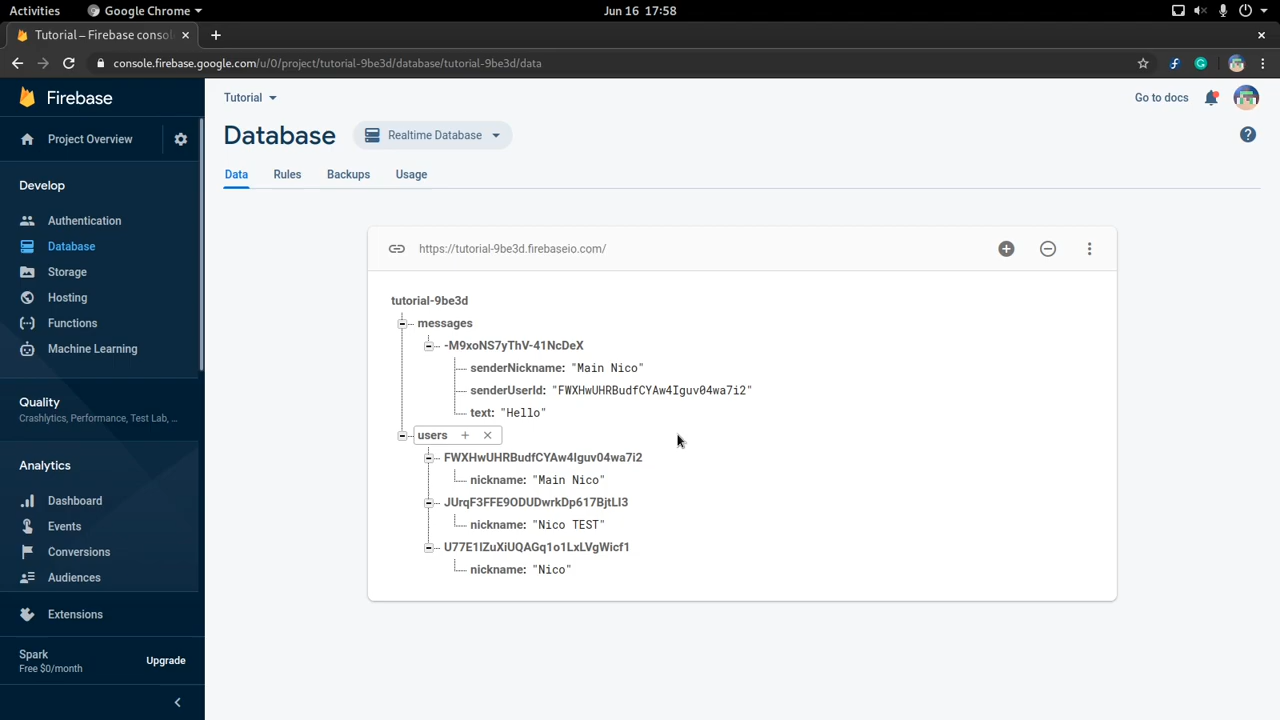 Activities Google Chrome Jun 16 17:58
Tutorial – Firebase consol
console.firebase.google.com/u/0/project/tutorial-9be3d/database/tutorial-9be3d/data
Firebase
Project Overview
Develop
Authentication
Database
Storage
Hosting
Functions
Machine Learning
Quality
Crashlytics, Performance, Test Lab, ...
Analytics
Dashboard
Events
Conversions
Audiences
Extensions
Spark
Free $0/month
Upgrade
Tutorial
Go to docs
Database
Realtime Database
Data Rules Backups Usage
https://tutorial-9be3d.firebaseio.com/
tutorial-9be3d
messages
-M9xoNS7yThV-41NcDeX
senderNickname: "Main Nico"
senderUserId: "FWXHwUHRBudfCYAw4Iguv04wa7i2"
text: "Hello"
users
FWXHwUHRBudfCYAw4Iguv04wa7i2
nickname: "Main Nico"
JUrqF3FFE9ODUDwrkDp617BjtLI3
nickname: "Nico TEST"
U77E1lZuXiUQAGq1o1LxLVgWicf1
nickname: "Nico"